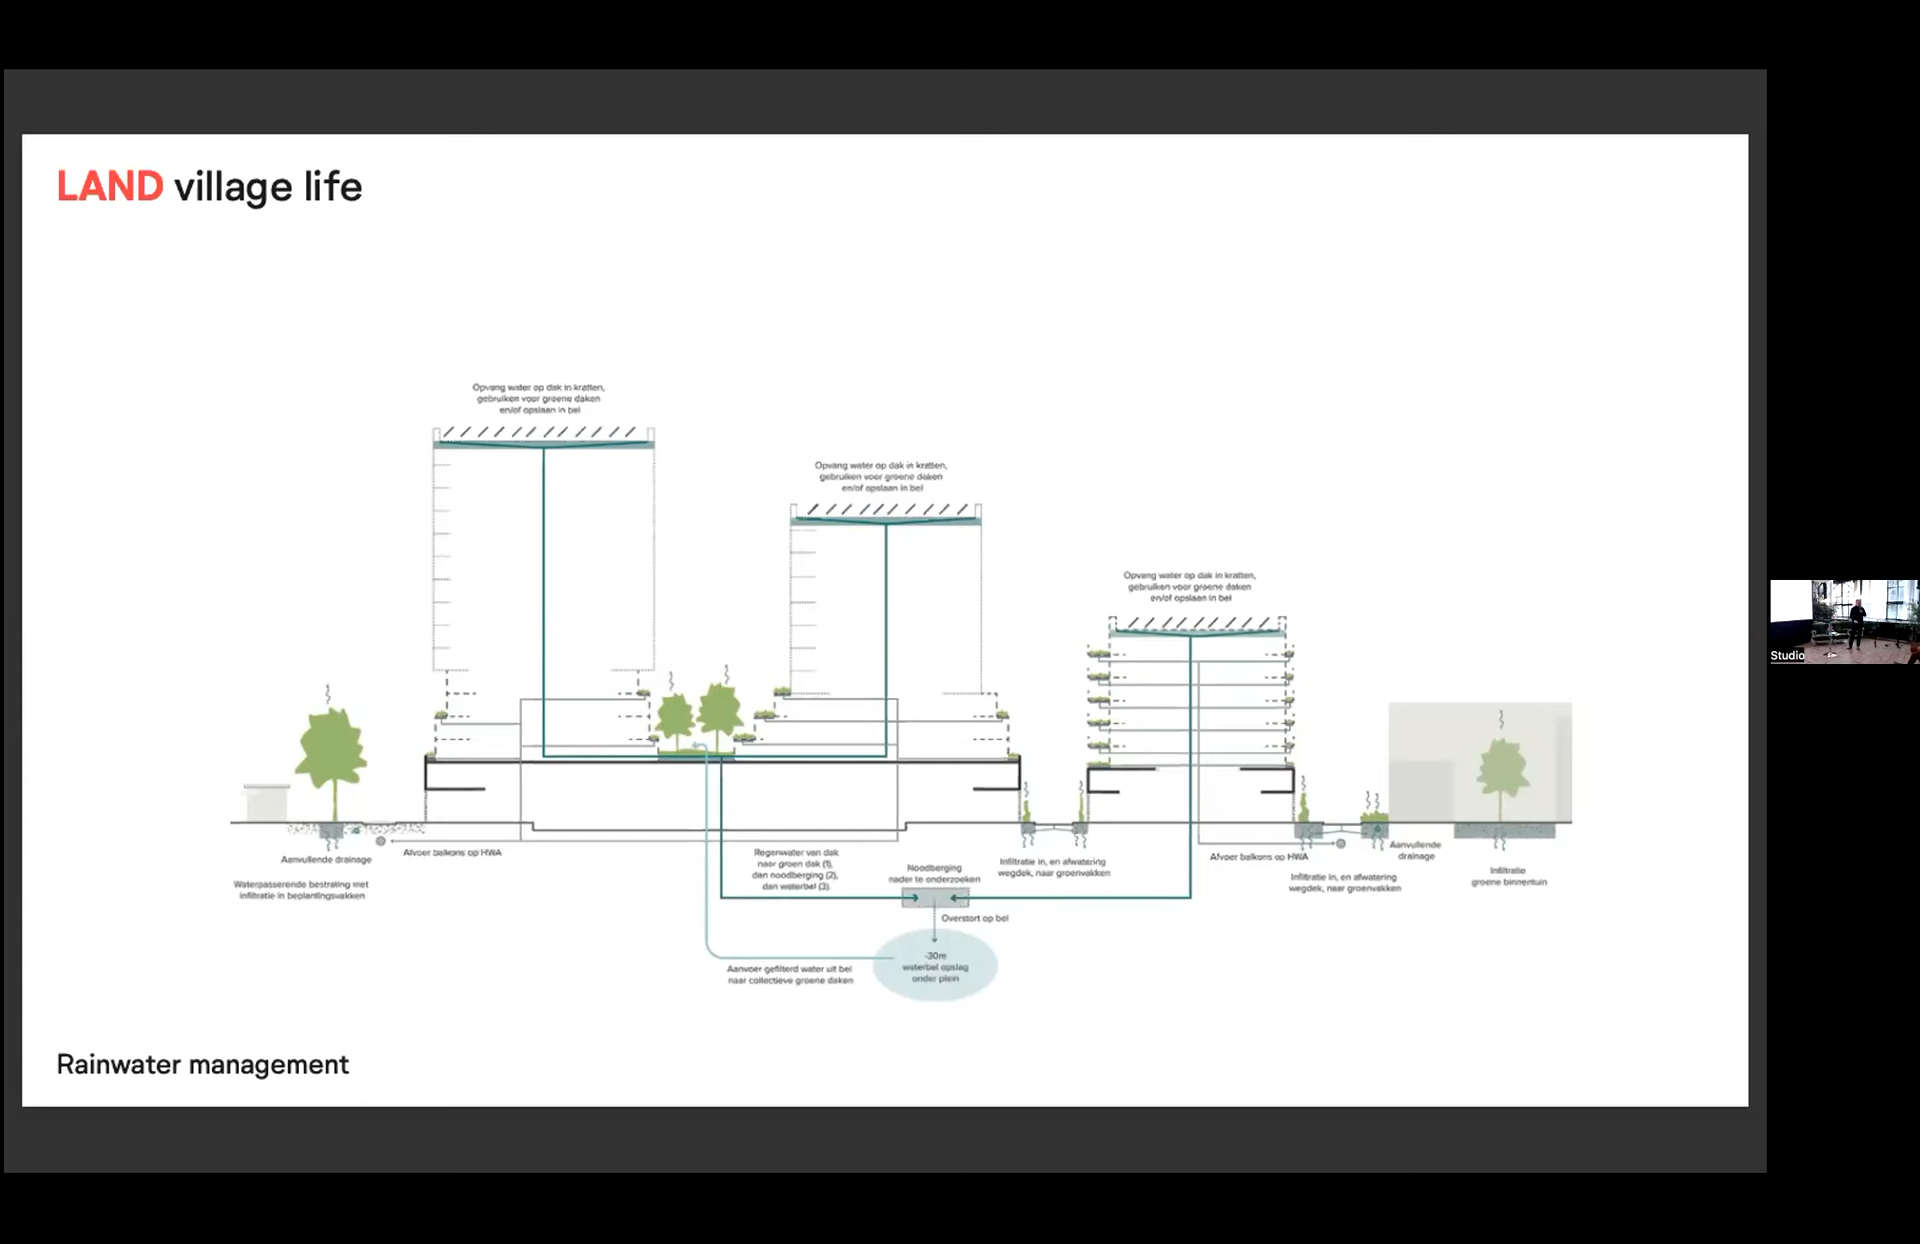 LAND village life
Opvang water op dak in kratten,
gebruiken voor groene daken
en/of opslaan in bel
Opvang water op dak in kratten,
gebruiken voor groene daken
en/of opslaan in bel
Opvang water op dak in kratten,
gebruiken voor groene daken
en/of opslaan in bel
Studio
Aanvullende drainage
Afvoer balkons op HWA
Waterpasserende bestrating met
infiltratie in beplantingsvakken
Regenwater van dak
naar groen dak (1),
dan noodberging (2),
dan waterbel (3).
Noodberging
nader te onderzoeken
Infiltratie in, en afwatering
wegdek, naar groenvakken
Afvoer balkons op HWA
Infiltratie in, en afwatering
wegdek, naar groenvakken
Aanvullende
drainage
Infiltratie
groene binnentuin
Overstort op bel
-30m
waterbel opslag
onder plein
Aanvoer gefilterd water uit bel
naar collectieve groene daken
Rainwater management